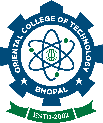 ORIENTAL COLLEGE OF TECHNOLOGY
BHOPAL
ESTD-2002